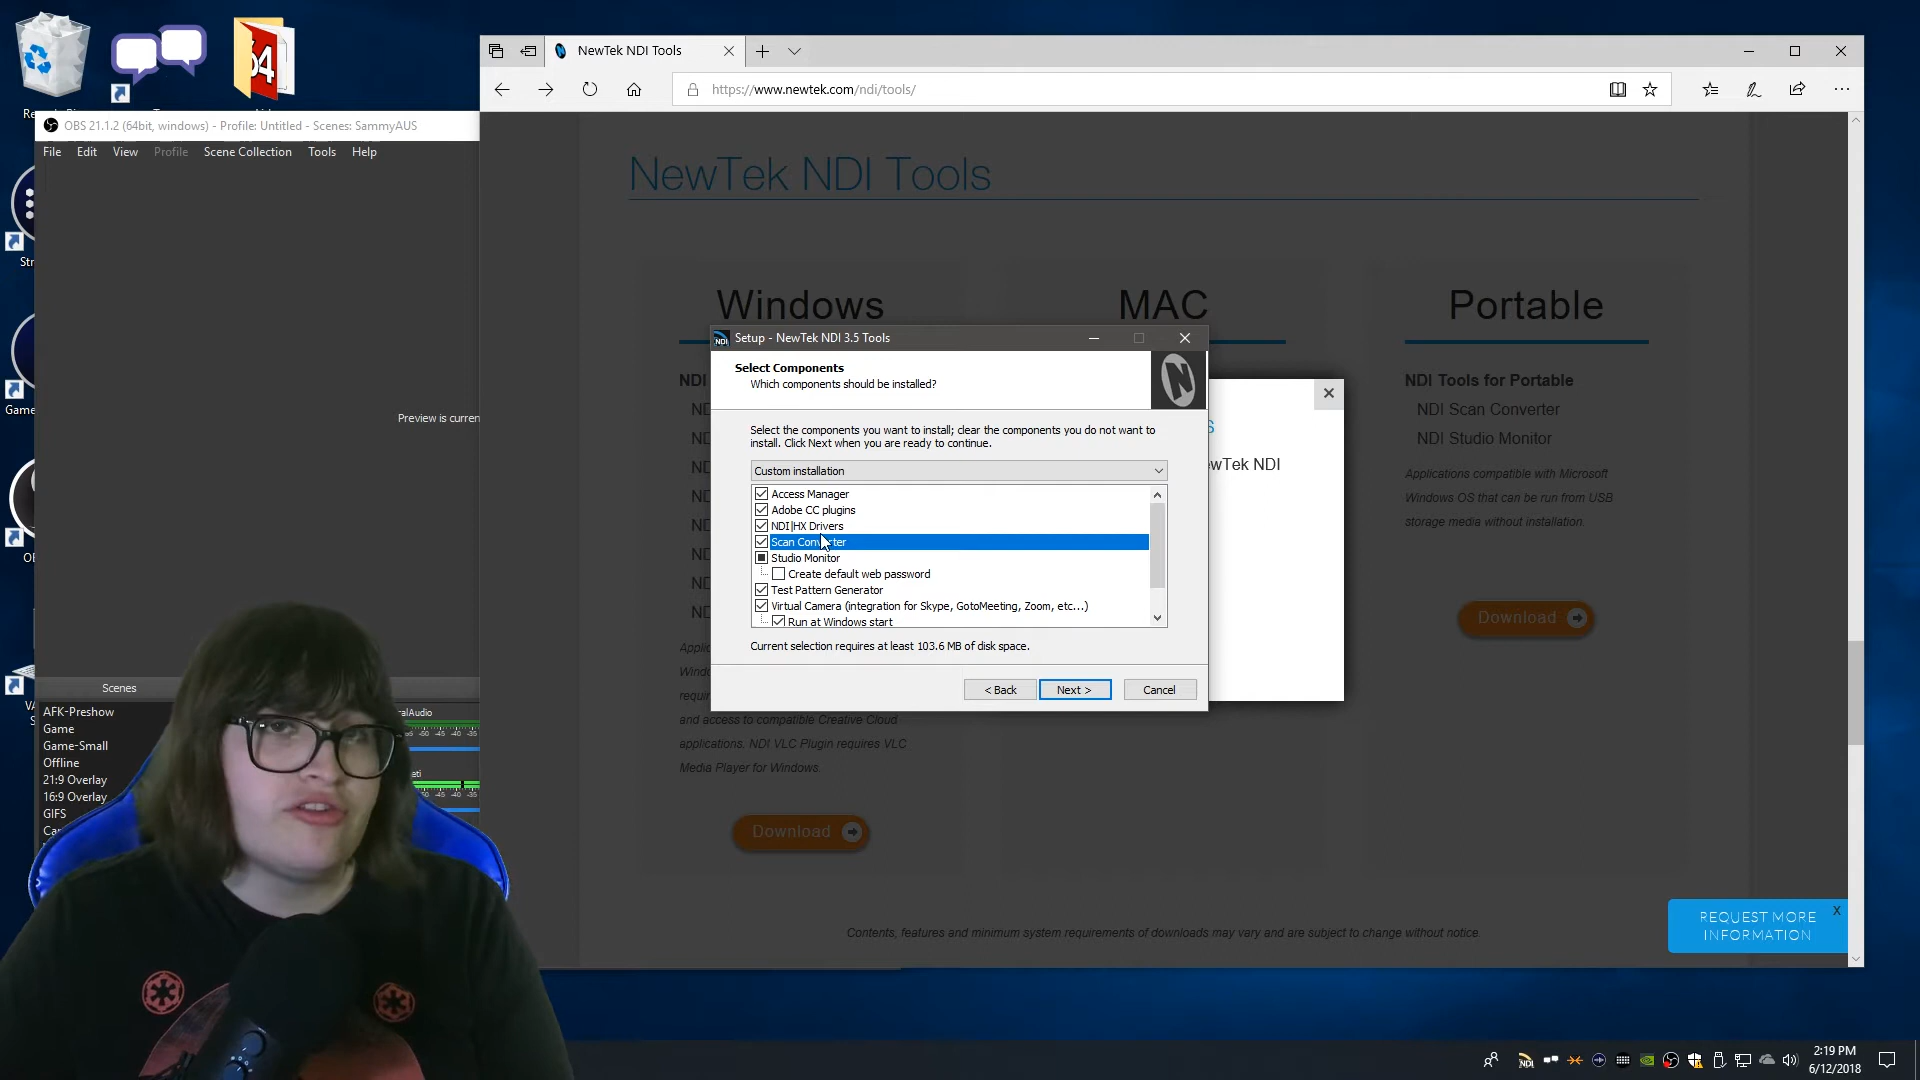 NewTek NDI Tools
https://www.newtek.com/ndi/tools/
OBS 21.1.2 (64bit, windows) - Profile: Untitled - Scenes: SammyAUS
File Edit View Profile Scene Collection Tools Help
Preview is curren
Scenes
AFK-Preshow
Game
Game-Small
Offline
21:9 Overlay
16:9 Overlay
GIFS
NewTek NDI Tools
Windows
MAC
Portable
NDI Tools for Portable
NDI Scan Converter
NDI Studio Monitor
Applications compatible with Microsoft
Windows OS that can be run from USB
storage media without installation.
Download
Setup - NewTek NDI 3.5 Tools
Select Components
Which components should be installed?
Select the components you want to install; clear the components you do not want to
install. Click Next when you are ready to continue.
Custom installation
Access Manager
Adobe CC plugins
NDI|HX Drivers
Scan Converter
Studio Monitor
Create default web password
Test Pattern Generator
Virtual Camera (integration for Skype, GotoMeeting, Zoom, etc...)
Run at Windows start
Current selection requires at least 103.6 MB of disk space.
< Back Next > Cancel
wTek NDI
and access to compatible Creative Cloud
applications. NDI VLC Plugin requires VLC
Media Player for Windows.
Download
Contents, features and minimum system requirements of downloads may vary and are subject to change without notice.
REQUEST MORE
INFORMATION
X
2:19 PM
6/12/2018